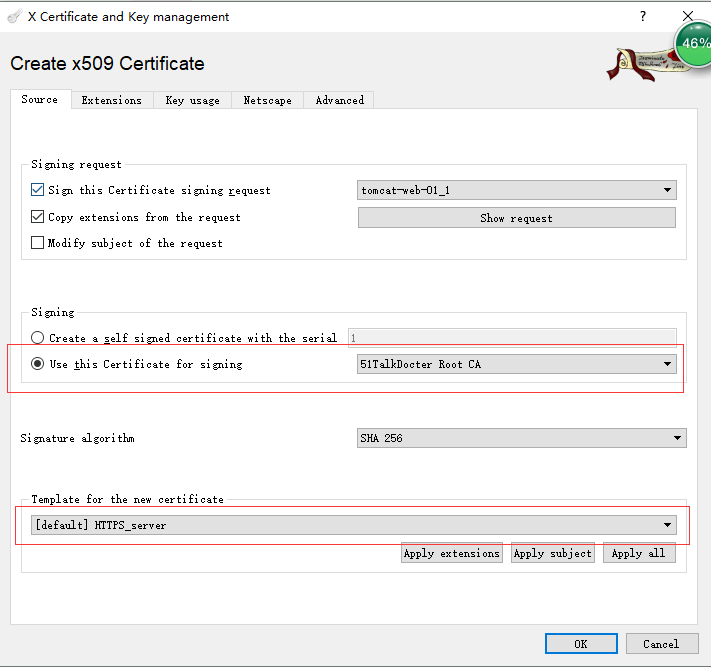 X Certificate and Key management ?
46%
Create x509 Certificate
Source Extensions Key usage Netscape Advanced
Signing request
Sign this Certificate signing request tomcat-web-01_1
Copy extensions from the request Show request
Modify subject of the request
Signing
Create a self signed certificate with the serial 1
Use this Certificate for signing 51TalkDocter Root CA
Signature algorithm SHA 256
Template for the new certificate
[default] HTTPS_server
Apply extensions Apply subject Apply all
OK Cancel